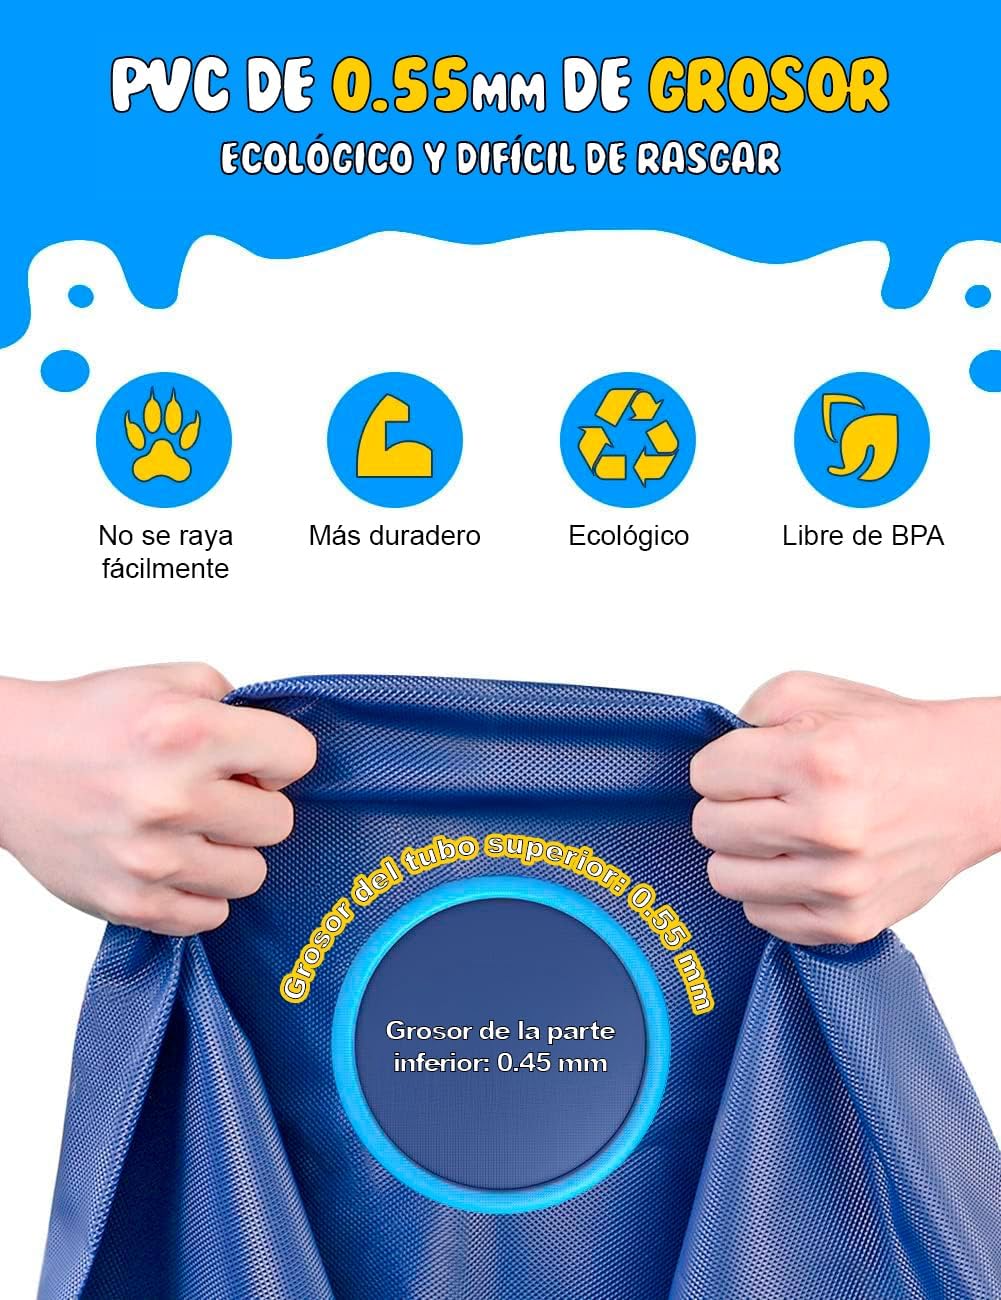 PVC DE 0.55MM DE GROSOR
ECOLÓGICO Y DIFÍCIL DE RASGAR
No se raya
fácilmente
Más duradero
Ecológico
Libre de BPA
Grosor del tubo superior: 0.55 mm
Grosor de la parte
inferior: 0.45 mm